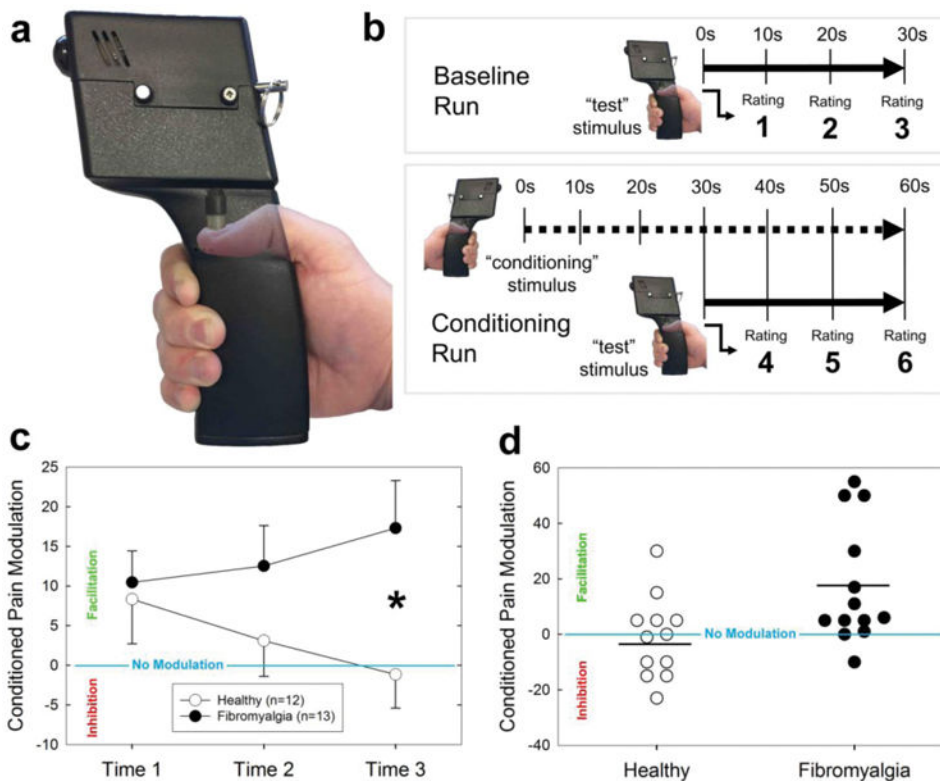 a
b
Baseline
Run
"test"
stimulus
0s 10s 20s 30s
Rating Rating Rating
1 2 3
0s 10s 20s 30s 40s 50s 60s
"conditioning"
stimulus
Conditioning
Run
"test"
stimulus
Rating Rating Rating
4 5 6
c
Conditioned Pain Modulation
25
20
15
10
5
0
-5
-10
Facilitation
Inhibition
No Modulation
*
Healthy (n=12)
Fibromyalgia (n=13)
Time 1 Time 2 Time 3
d
Conditioned Pain Modulation
60
40
20
0
-20
-40
Facilitation
Inhibition
No Modulation
Healthy Fibromyalgia